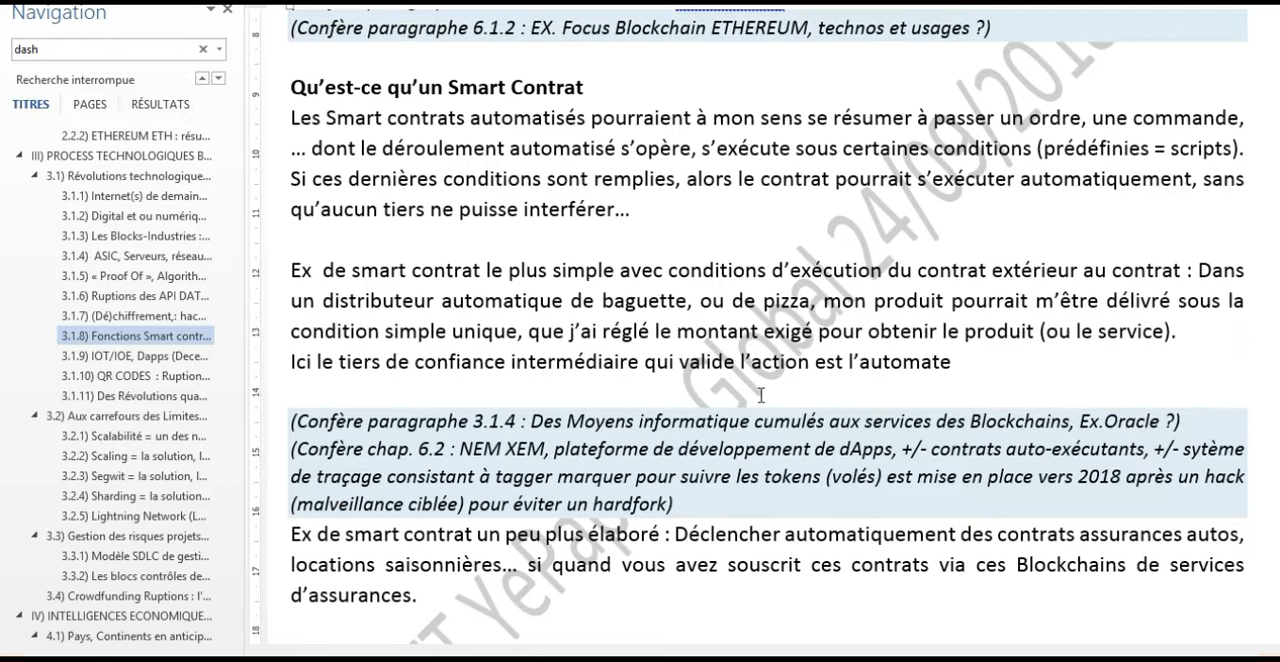 Navigation
dash
Recherche interrompue
TITRES PAGES RÉSULTATS
2.2.2) ETHEREUM ETH : résu...
III) PROCESS TECHNOLOGIQUES B...
3.1) Révolutions technologique...
3.1.1) Internet(s) de demain...
3.1.2) Digital et ou numériq...
3.1.3) Les Blocks-Industries :...
3.1.4) ASIC, Serveurs, réseau...
3.1.5) « Proof Of », Algorith...
3.1.6) Ruptions des API DAT...
3.1.7) (Dé)chiffrement,: hac...
3.1.8) Fonctions Smart contr...
3.1.9) IOT/IOE, Dapps (Dece...
3.1.10) QR CODES : Ruption...
3.1.11) Des Révolutions qua...
3.2) Aux carrefours des Limites...
3.2.1) Scalabilité = un des n...
3.2.2) Scaling = la solution, l...
3.2.3) Segwit = la solution, l...
3.2.4) Sharding = la solution...
3.2.5) Lightning Network (L...
3.3) Gestion des risques projets...
3.3.1) Modèle SDLC de gesti...
3.3.2) Les blocs contrôles de...
3.4) Crowdfunding Ruptions : l'...
IV) INTELLIGENCES ECONOMIQUE...
4.1) Pays, Continents en anticip...
8
9
10
11
12
13
14
15
16
17
18
(Confère paragraphe 6.1.2 : EX. Focus Blockchain ETHEREUM, technos et usages ?)
Qu'est-ce qu'un Smart Contrat
Les Smart contrats automatisés pourraient à mon sens se résumer à passer un ordre, une commande,
... dont le déroulement automatisé s'opère, s'exécute sous certaines conditions (prédéfinies = scripts).
Si ces dernières conditions sont remplies, alors le contrat pourrait s'exécuter automatiquement, sans
qu'aucun tiers ne puisse interférer...
Ex de smart contrat le plus simple avec conditions d'exécution du contrat extérieur au contrat : Dans
un distributeur automatique de baguette, ou de pizza, mon produit pourrait m'être délivré sous la
condition simple unique, que j'ai réglé le montant exigé pour obtenir le produit (ou le service).
Ici le tiers de confiance intermédiaire qui valide l'action est l'automate
(Confère paragraphe 3.1.4 : Des Moyens informatique cumulés aux services des Blockchains, Ex.Oracle ?)
(Confère chap. 6.2 : NEM XEM, plateforme de développement de dApps, +/- contrats auto-exécutants, +/- sytème
de traçage consistant à tagger marquer pour suivre les tokens (volés) est mise en place vers 2018 après un hack
(malveillance ciblée) pour éviter un hardfork)
Ex de smart contrat un peu plus élaboré : Déclencher automatiquement des contrats assurances autos,
locations saisonnières... si quand vous avez souscrit ces contrats via ces Blockchains de services
d'assurances.
Global 24/09/201